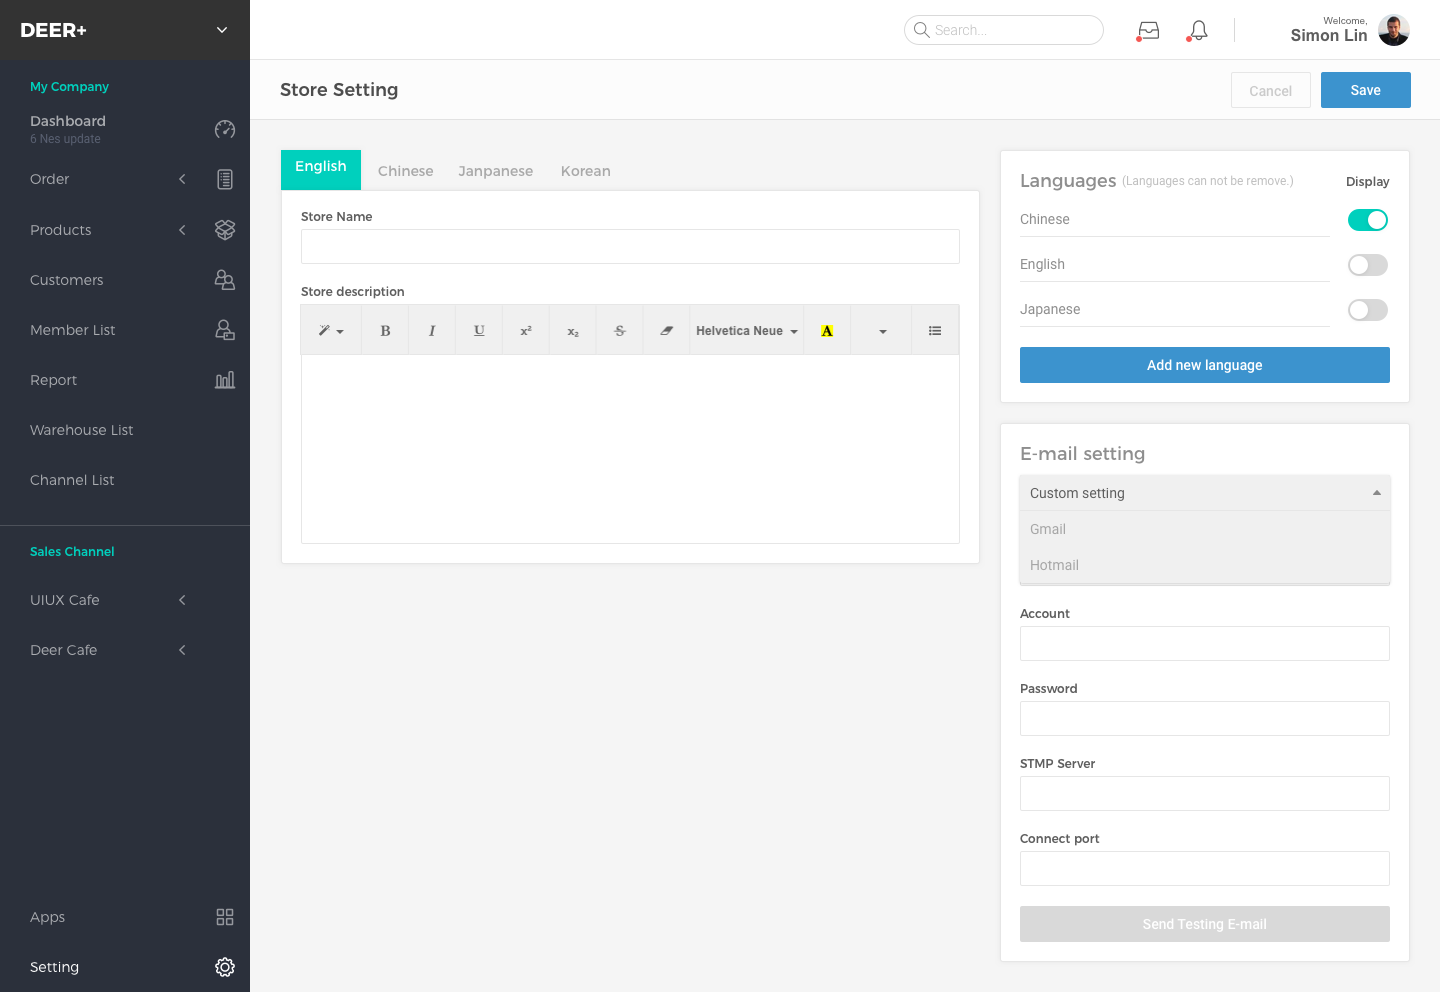 DEER+
Search...
Welcome,
Simon Lin
My Company
Dashboard
6 Nes update
Order
Products
Customers
Member List
Report
Warehouse List
Channel List
Sales Channel
UIUX Cafe
Deer Cafe
Apps
Setting
Store Setting
Cancel
Save
English
Chinese
Janpanese
Korean
Store Name
Store description
B
I
U
x²
x₂
S
Helvetica Neue
A
Languages (Languages can not be remove.)
Display
Chinese
English
Japanese
Add new language
E-mail setting
Custom setting
Gmail
Hotmail
Account
Password
STMP Server
Connect port
Send Testing E-mail